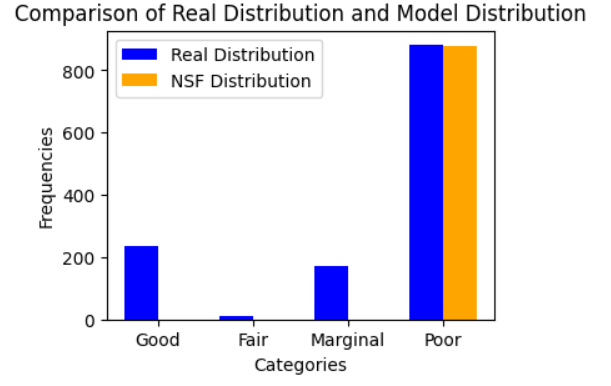 Comparison of Real Distribution and Model Distribution
Real Distribution
NSF Distribution
Frequencies
800
600
400
200
0
Good Fair Marginal Poor
Categories